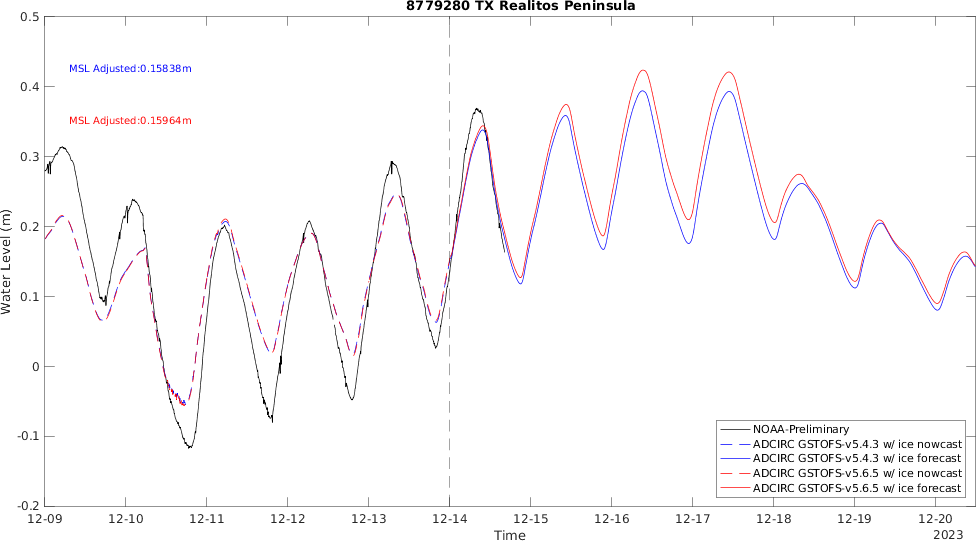 8779280 TX Realitos Peninsula
0.5
0.4
0.3
0.2
0.1
0
-0.1
-0.2
Water Level (m)
MSL Adjusted:0.15838m
MSL Adjusted:0.15964m
NOAA-Preliminary
ADCIRC GSTOFS-v5.4.3 w/ ice nowcast
ADCIRC GSTOFS-v5.4.3 w/ ice forecast
ADCIRC GSTOFS-v5.6.5 w/ ice nowcast
ADCIRC GSTOFS-v5.6.5 w/ ice forecast
12-09 12-10 12-11 12-12 12-13 12-14 12-15 12-16 12-17 12-18 12-19 12-20
Time
2023